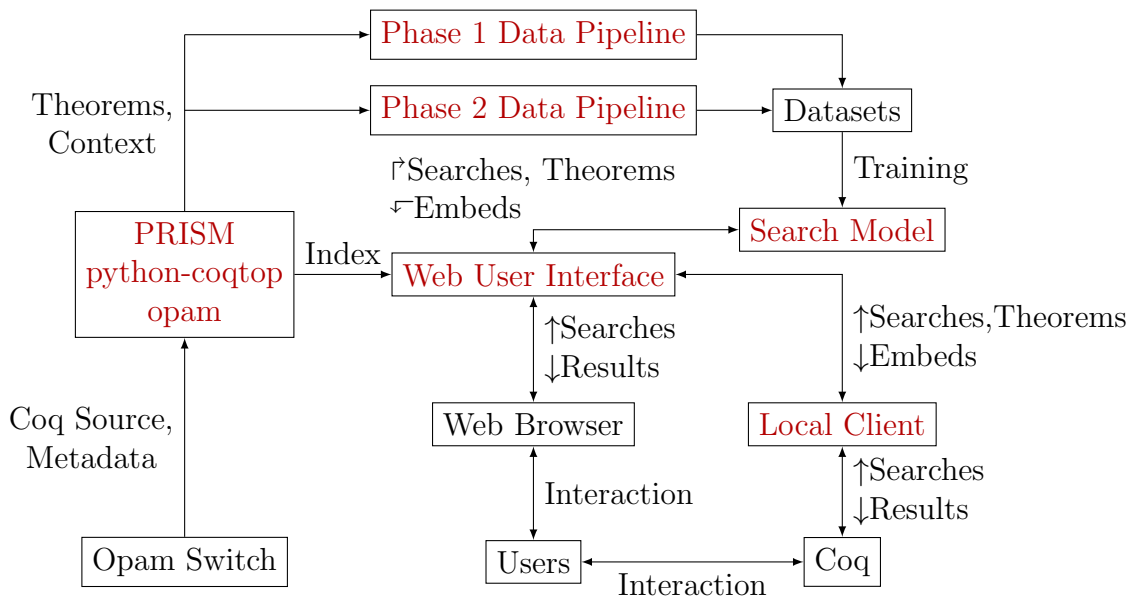 Phase 1 Data Pipeline
Theorems,
Context
Phase 2 Data Pipeline
Datasets
↱Searches, Theorems
↽Embeds
Training
PRISM
python-coqtop
opam
Index
Search Model
Web User Interface
↑Searches
↓Results
↑Searches,Theorems
↓Embeds
Coq Source,
Metadata
Web Browser
Local Client
Interaction
↑Searches
↓Results
Opam Switch
Users
Interaction
Coq